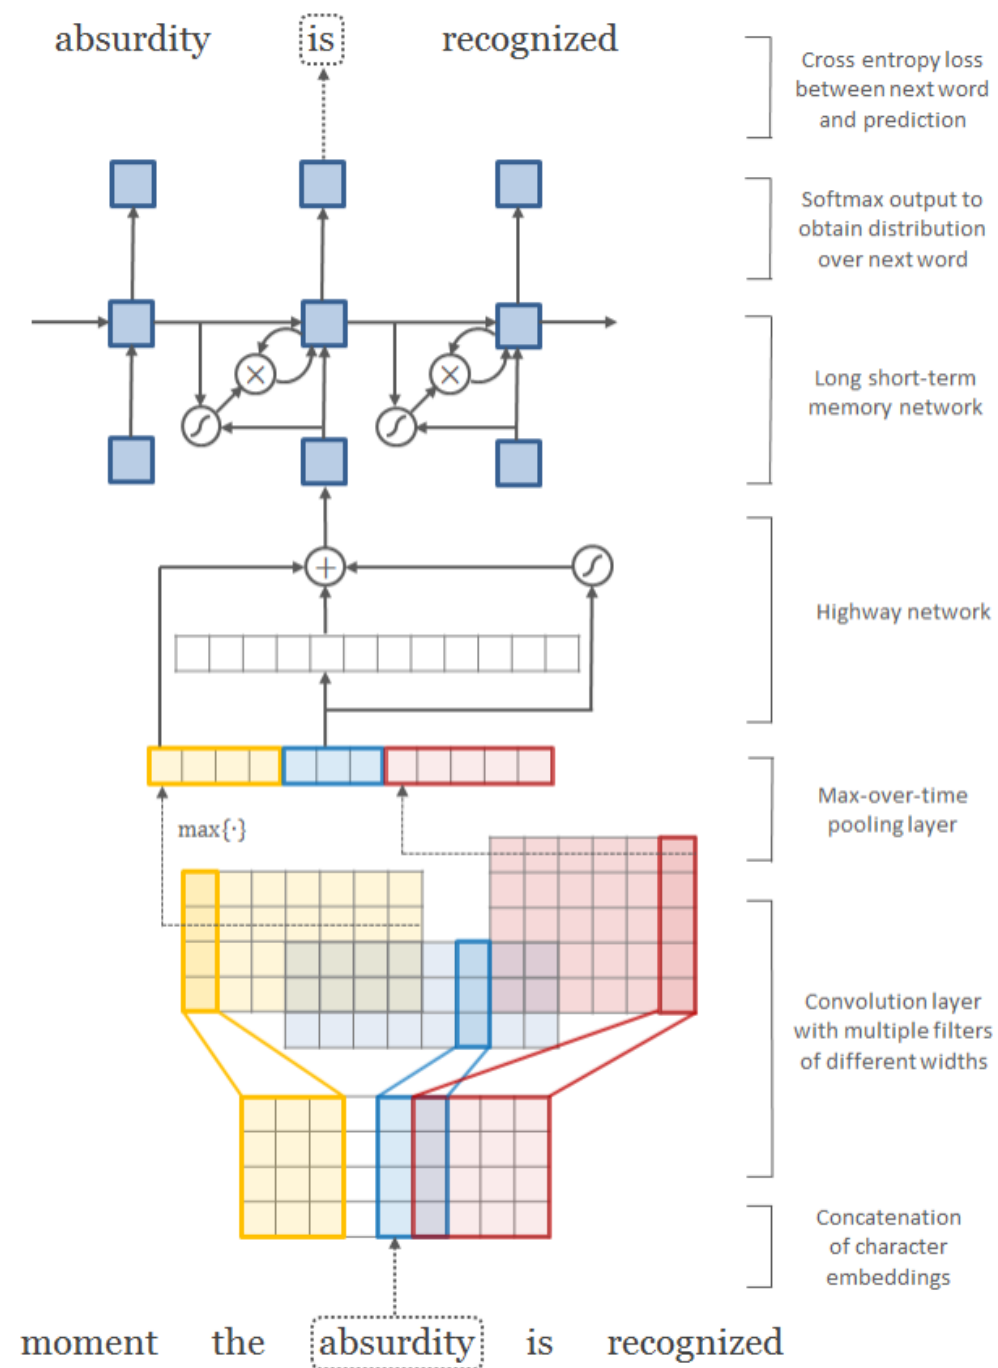 absurdity is recognized
Cross entropy loss
between next word
and prediction
Softmax output to
obtain distribution
over next word
Long short-term
memory network
Highway network
Max-over-time
pooling layer
max{·}
Convolution layer
with multiple filters
of different widths
Concatenation
of character
embeddings
moment the absurdity is recognized